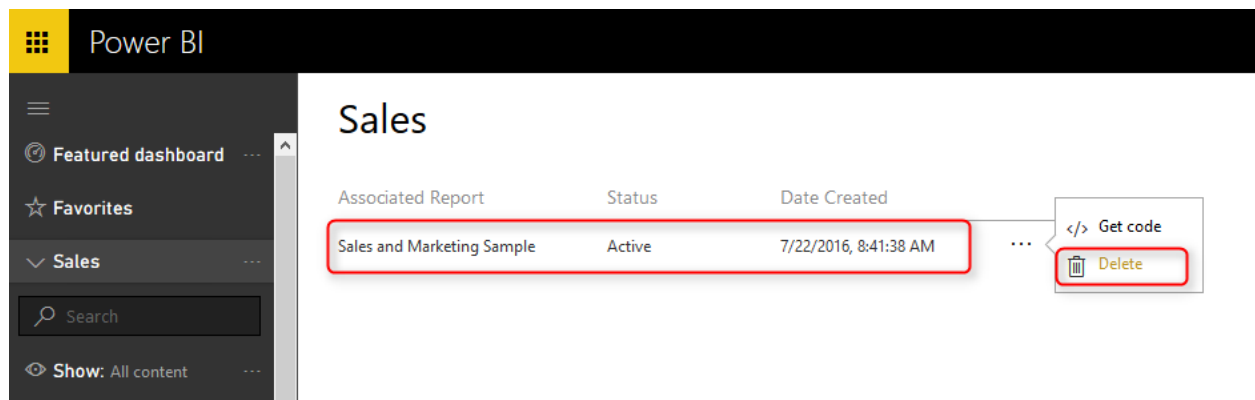 Power BI
Featured dashboard ...
Favorites
Sales ...
Search
Show: All content ...
Sales
Associated Report Status Date Created
Sales and Marketing Sample Active 7/22/2016, 8:41:38 AM ...
</> Get code
Delete